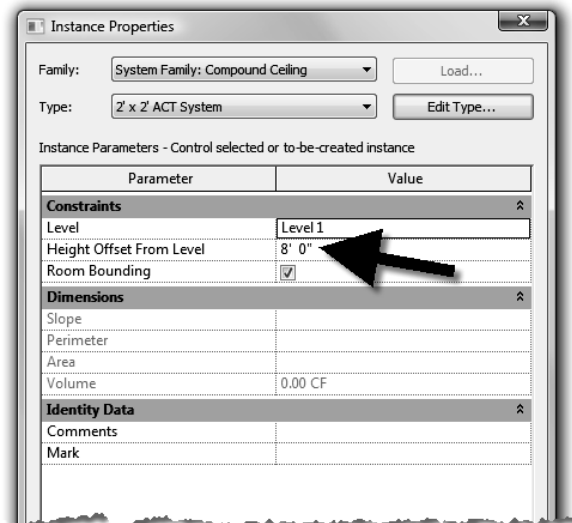 Instance Properties
Family: System Family: Compound Ceiling Load...
Type: 2' x 2' ACT System Edit Type...
Instance Parameters - Control selected or to-be-created instance
Parameter Value
Constraints
Level Level 1
Height Offset From Level 8' 0"
Room Bounding
Dimensions
Slope
Perimeter
Area
Volume 0.00 CF
Identity Data
Comments
Mark